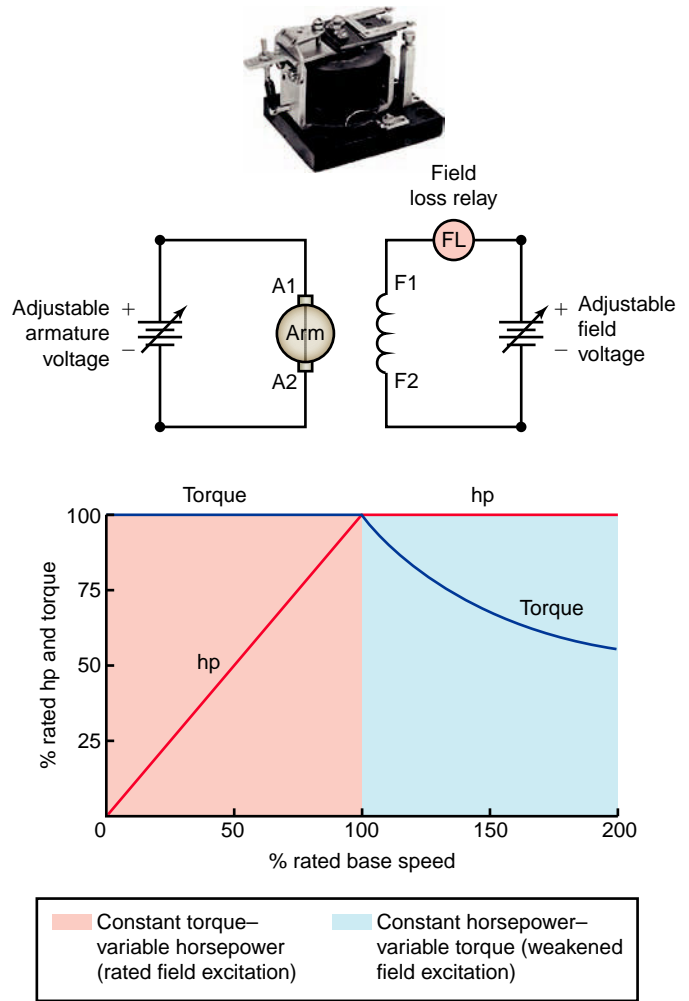 Field
loss relay
FL
A1
F1
Adjustable
armature
voltage
+
−
Arm
+
−
Adjustable
field
voltage
A2
F2
Torque
hp
100
75
50
25
% rated hp and torque
hp
Torque
0
50
100
150
200
% rated base speed
Constant torque–
variable horsepower
(rated field excitation)
Constant horsepower–
variable torque (weakened
field excitation)